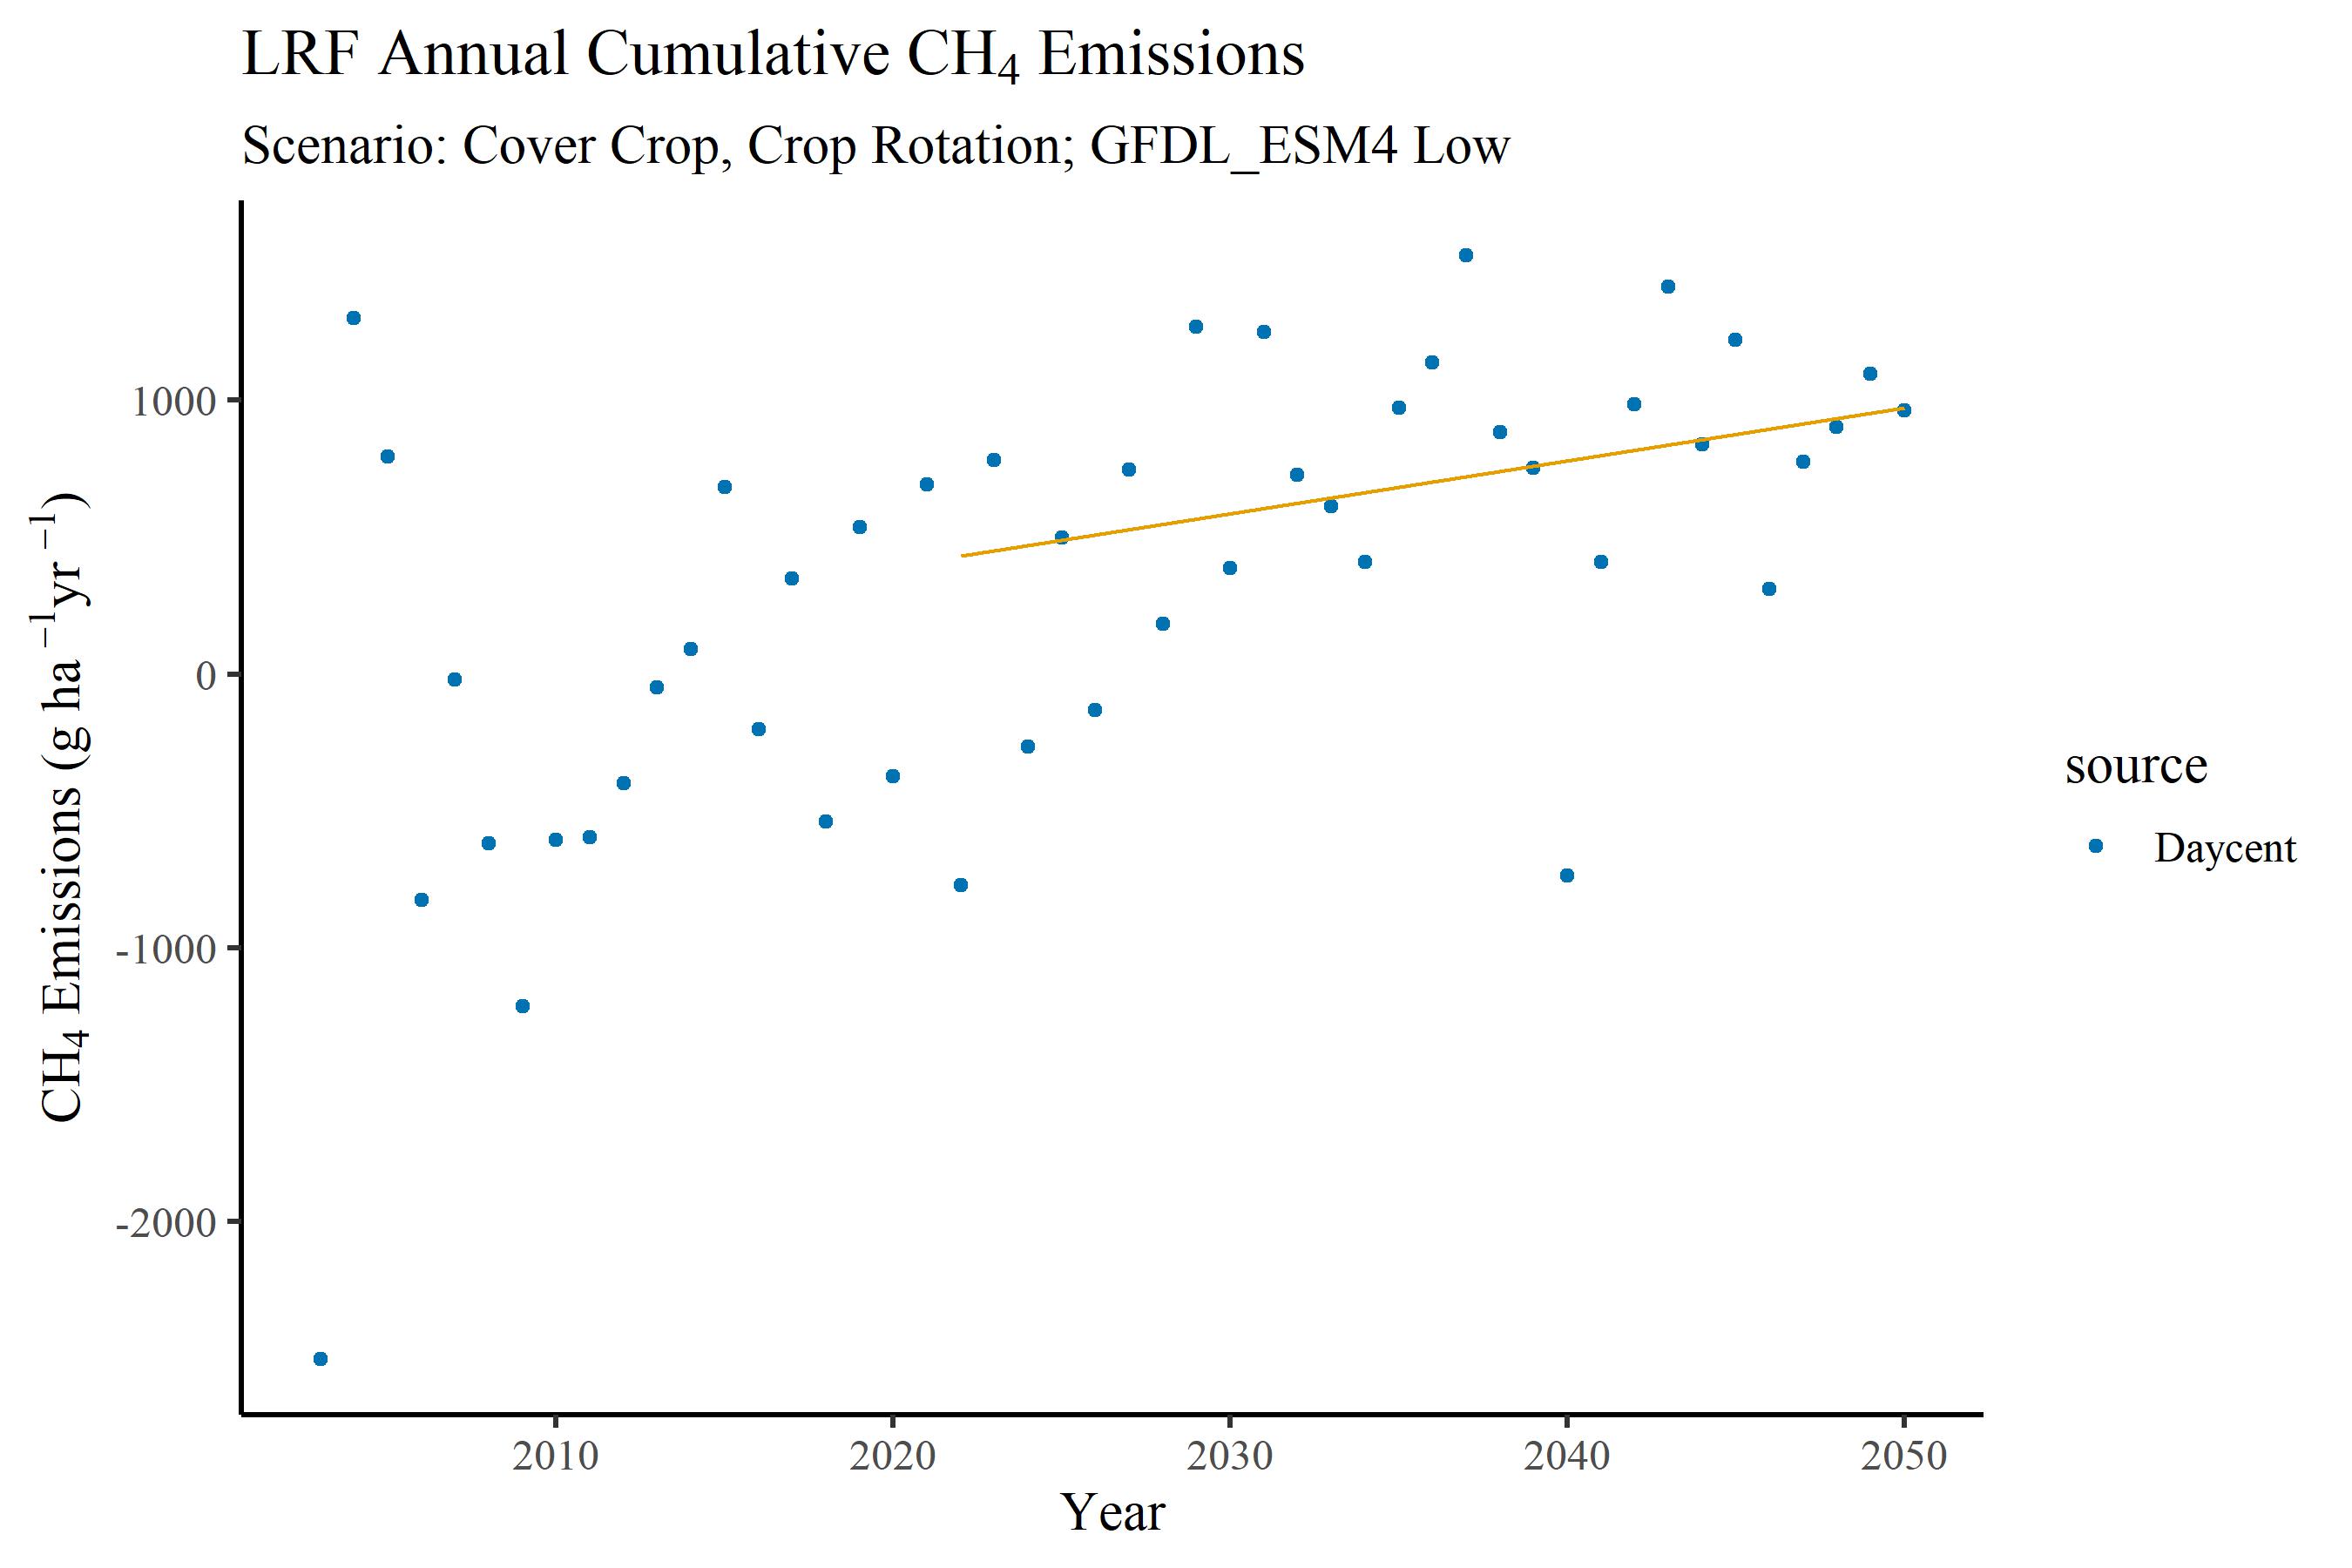 LRF Annual Cumulative CH₄ Emissions
Scenario: Cover Crop, Crop Rotation; GFDL_ESM4 Low
CH₄ Emissions (g ha ⁻¹yr ⁻¹)
1000
0
-1000
-2000
2010
2020
2030
2040
2050
Year
source
Daycent